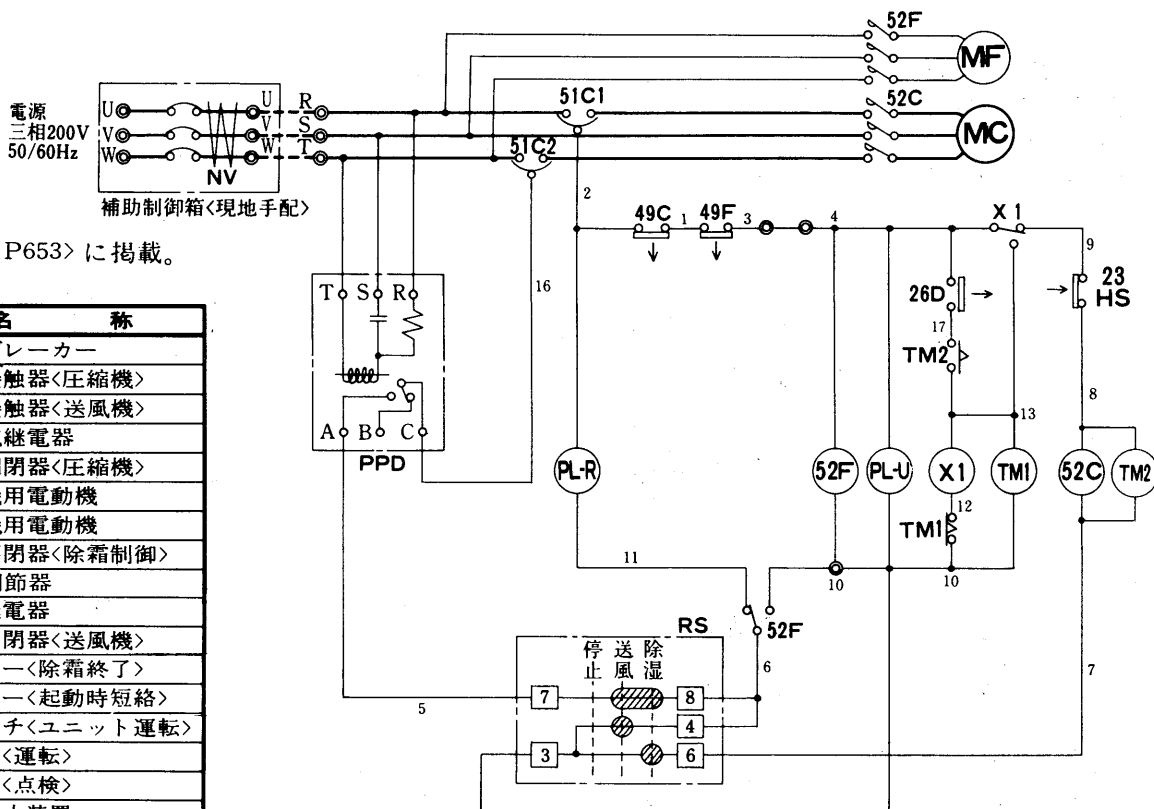 52F
MF
51C1
52C
MC
51C2
電源
三相200V
50/60Hz
U
V
W
U
V
W
R
S
T
NV
補助制御箱<現地手配>
P653> に掲載。
2
49C
1
49F
3
4
X1
9
23
HS
26D
17
TM2
16
13
8
T
S
R
A
B
C
PPD
PL-R
52F
PL-U
X1
TM1
52C
TM2
12
TM1
11
10
10
52F
6
7
5
RS
停止
送風
除湿
7
8
4
3
6
名 称
ブレーカー
触器<圧縮機>
触器<送風機>
継電器
閉器<圧縮機>
用電動機
用電動機
閉器<除霜制御>
節器
電器
閉器<送風機>
ー<除霜終了>
ー<起動時短絡>
チ<ユニット運転>
<運転>
<点検>